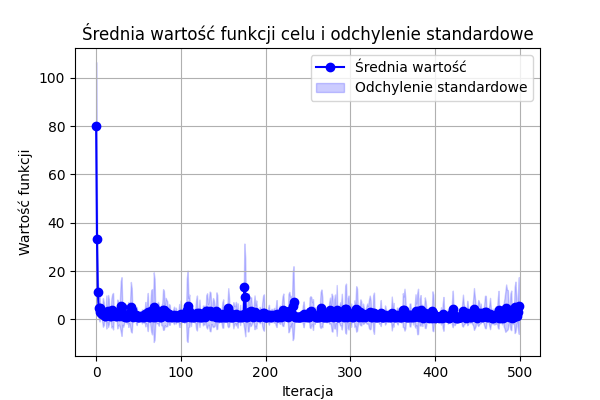 Średnia wartość funkcji celu i odchylenie standardowe
Średnia wartość
Odchylenie standardowe
Wartość funkcji
100
80
60
40
20
0
0 100 200 300 400 500
Iteracja